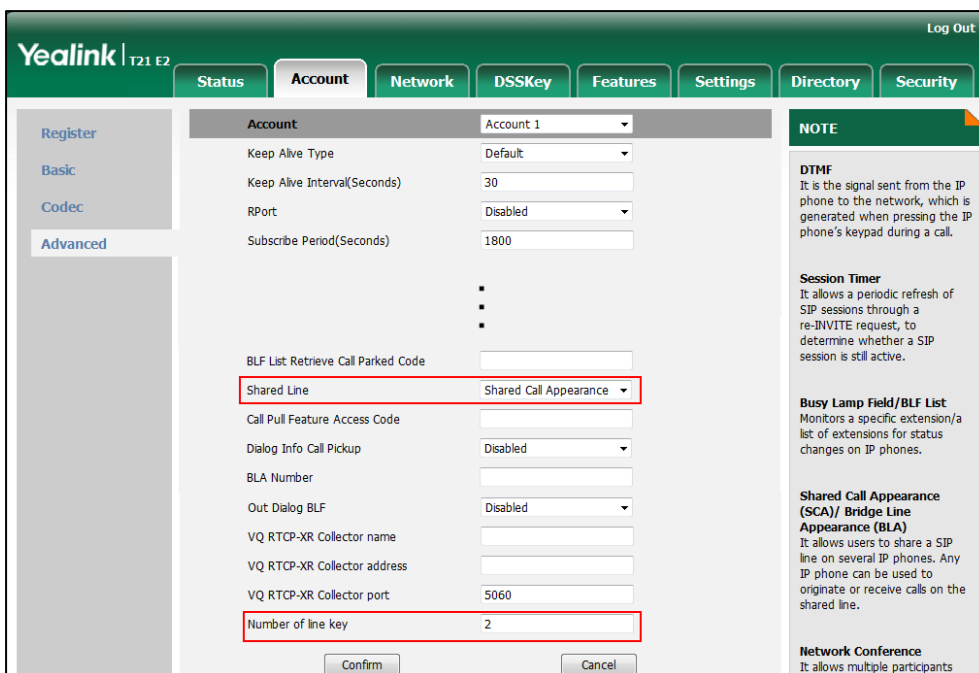 Log Out
Yealink T21 E2
Status Account Network DSSKey Features Settings Directory Security
Register
Basic
Codec
Advanced
Account Account 1
Keep Alive Type Default
Keep Alive Interval(Seconds) 30
RPort Disabled
Subscribe Period(Seconds) 1800
BLF List Retrieve Call Parked Code
Shared Line Shared Call Appearance
Call Pull Feature Access Code
Dialog Info Call Pickup Disabled
BLA Number
Out Dialog BLF Disabled
VQ RTCP-XR Collector name
VQ RTCP-XR Collector address
VQ RTCP-XR Collector port 5060
Number of line key 2
Confirm Cancel
NOTE
DTMF
It is the signal sent from the IP
phone to the network, which is
generated when pressing the IP
phone's keypad during a call.
Session Timer
It allows a periodic refresh of
SIP sessions through a
re-INVITE request, to
determine whether a SIP
session is still active.
Busy Lamp Field/BLF List
Monitors a specific extension/a
list of extensions for status
changes on IP phones.
Shared Call Appearance
(SCA)/ Bridge Line
Appearance (BLA)
It allows users to share a SIP
line on several IP phones. Any
IP phone can be used to
originate or receive calls on the
shared line.
Network Conference
It allows multiple participants